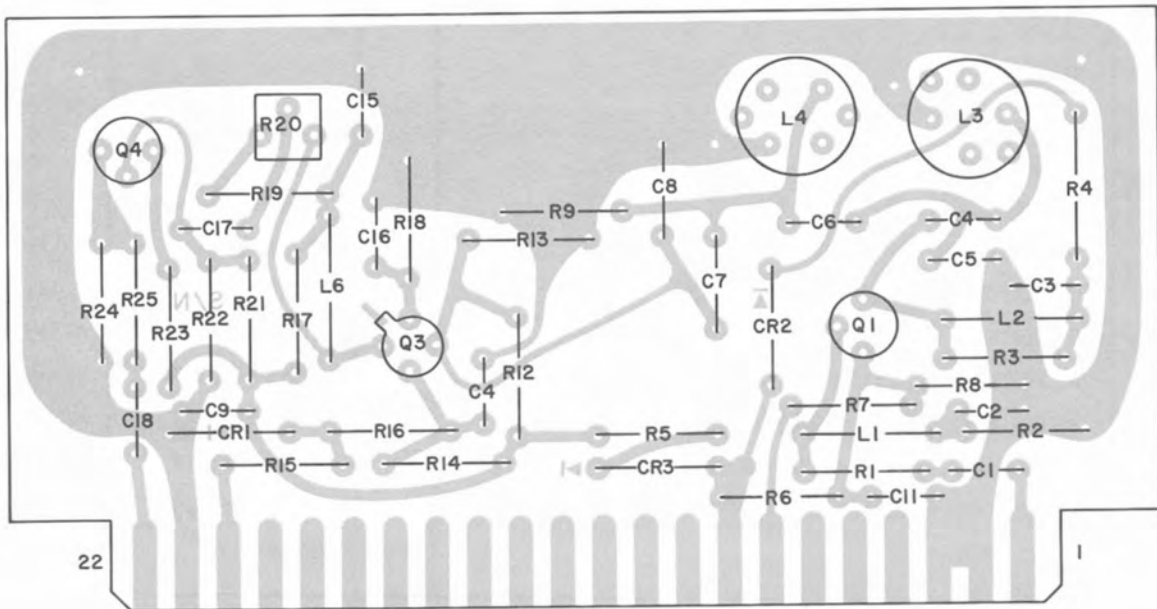 C15
R20
L4
L3
Q4
R4
C8
R19
R18
R9
C17
C16
R13
C6
C4
C5
C3
R24
R25
R23
R22
R21
R17
L6
C7
CR2
Q1
L2
S/N
Q3
R12
C4
R3
R8
C18
C9
R7
C2
CR1
R16
R5
L1
R2
R15
R14
CR3
R1
C1
R6
C11
22
1